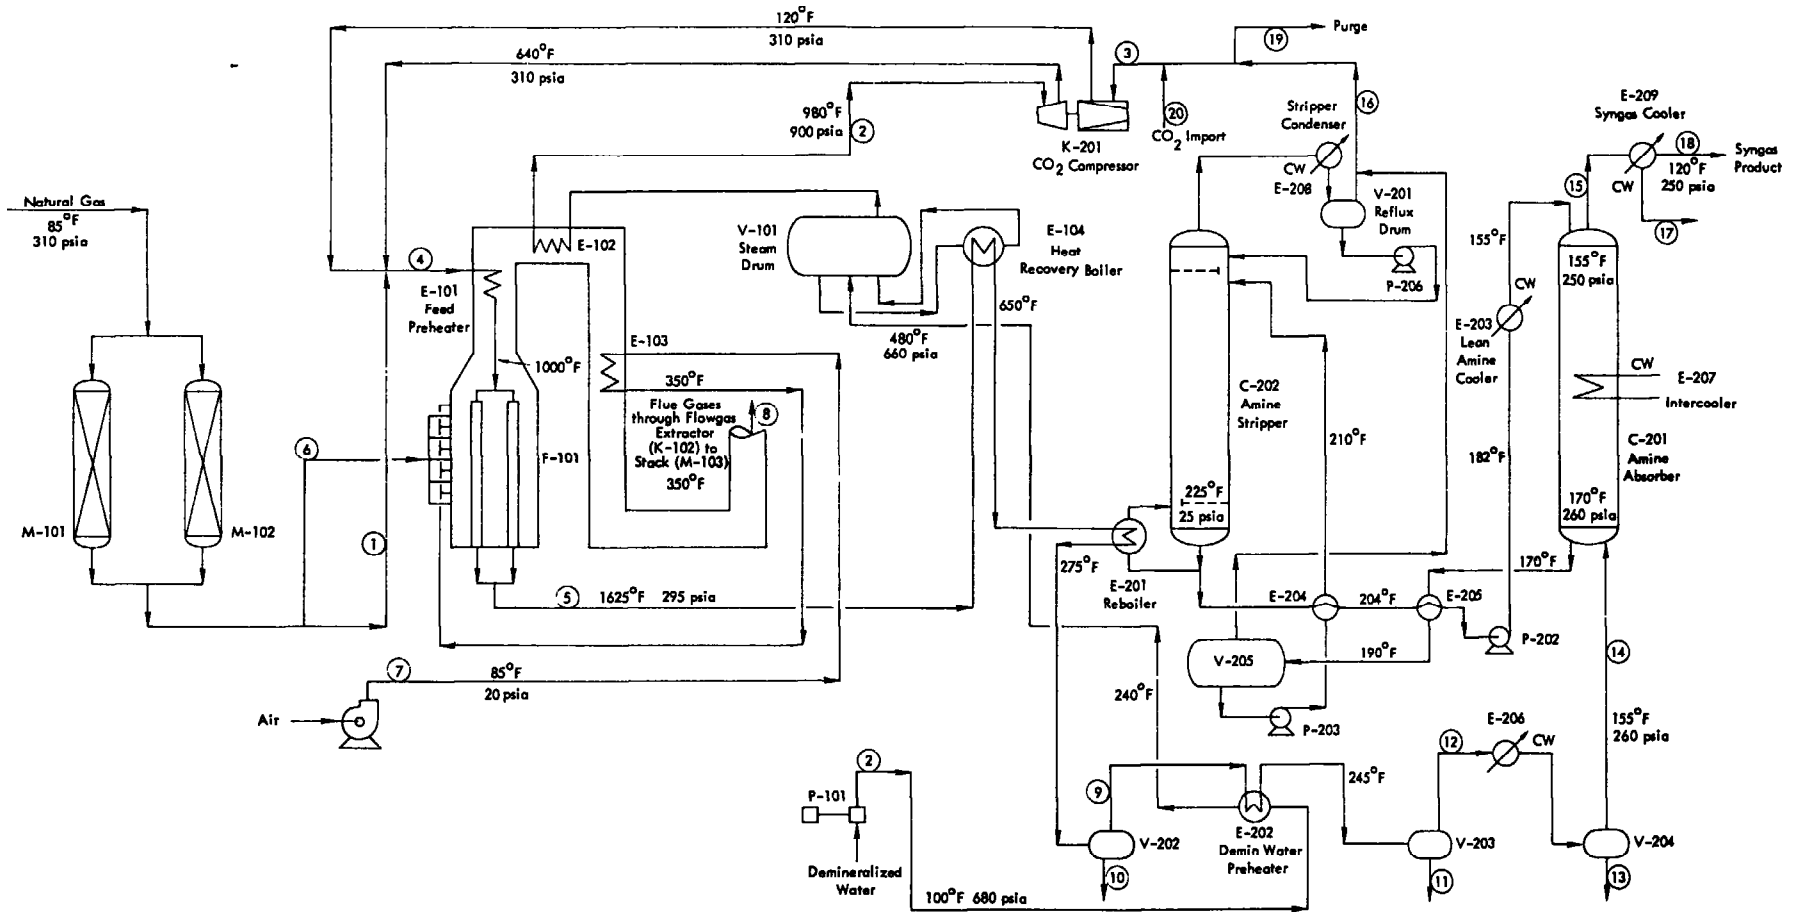 120°F
310 psia
640°F
310 psia
19
Purge
3
16
20
CO2 Import
K-201
CO2 Compressor
980°F
900 psia
2
Stripper
Condenser
CW
E-208
V-201
Reflux
Drum
P-206
E-209
Syngas Cooler
18
120°F
250 psia
Syngas
Product
CW
15
17
Natural Gas
85°F
310 psia
4
E-101
Feed
Preheater
E-102
V-101
Steam
Drum
E-104
Heat
Recovery Boiler
650°F
480°F
660 psia
155°F
CW
E-203
Lean
Amine
Cooler
182°F
155°F
250 psia
CW
E-207
Intercooler
C-201
Amine
Absorber
170°F
260 psia
E-103
1000°F
350°F
Flue Gases
through Flowgas
Extractor
(K-102) to
Stack (M-103)
350°F
8
F-101
C-202
Amine
Stripper
210°F
225°F
25 psia
6
M-101
M-102
1
5
1625°F 295 psia
275°F
E-201
Reboiler
E-204
204°F
E-205
170°F
P-202
V-205
190°F
P-203
14
155°F
260 psia
7
85°F
20 psia
Air
240°F
2
P-101
Demineralized
Water
100°F 680 psia
9
V-202
10
E-202
Demin Water
Preheater
245°F
12
E-206
CW
V-203
11
V-204
13